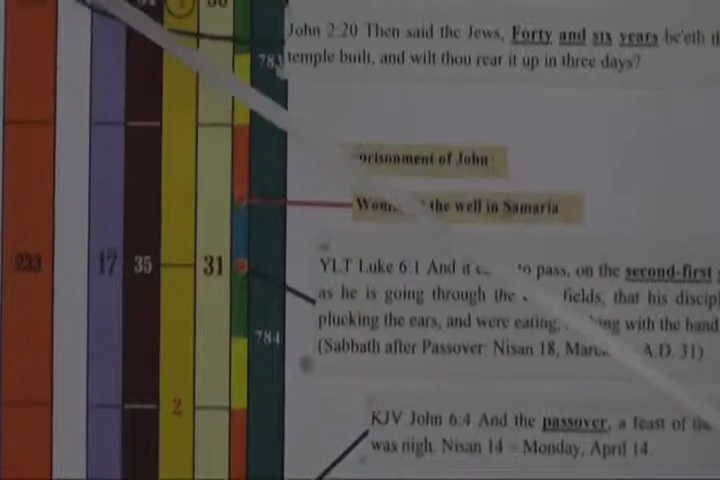 John 2:20 Then said the Jews, Forty and six years be'eth
783 temple built, and wilt thou rear it up in three days?
of John
the well in Samaria
YLT Luke 6:1 And it to pass, on the second-first
233 17 35 31
as he is going through the fields, that his
plucking the ears, and were eating, with the hand
784
(Sabbath after Passover Nisan 18, A.D. 31)
2
KJV John 6:4 And the passover, a feast of
was nigh. Nisan 14 - Monday, April 14.